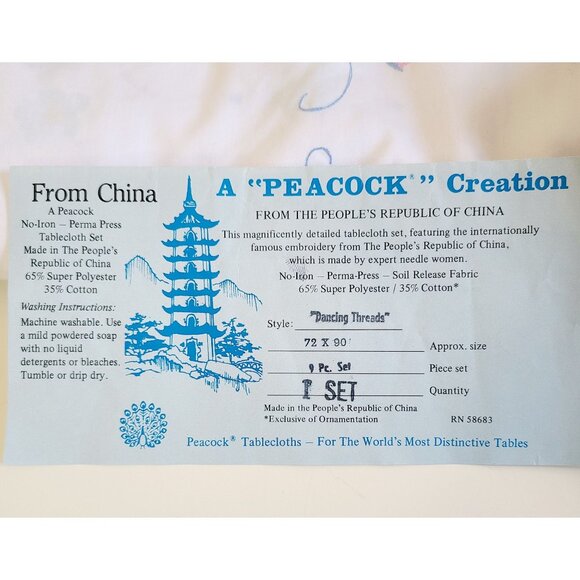 From China
A Peacock
No-Iron – Perma Press
Tablecloth Set
Made in The People's
Republic of China
65% Super Polyester
35% Cotton
Washing Instructions:
Machine washable. Use
a mild powdered soap
with no liquid
detergents or bleaches.
Tumble or drip dry.
A "PEACOCK®" Creation
FROM THE PEOPLE'S REPUBLIC OF CHINA
This magnificently detailed tablecloth set, featuring the internationally
famous embroidery from The People's Republic of China,
which is made by expert needle women.
No-Iron – Perma-Press – Soil Release Fabric
65% Super Polyester / 35% Cotton*
Style: "Dancing Threads"
72 X 90' Approx. size
9 Pc. Set Piece set
1 SET Quantity
Made in the People's Republic of China
*Exclusive of Ornamentation RN 58683
Peacock® Tablecloths – For The World's Most Distinctive Tables